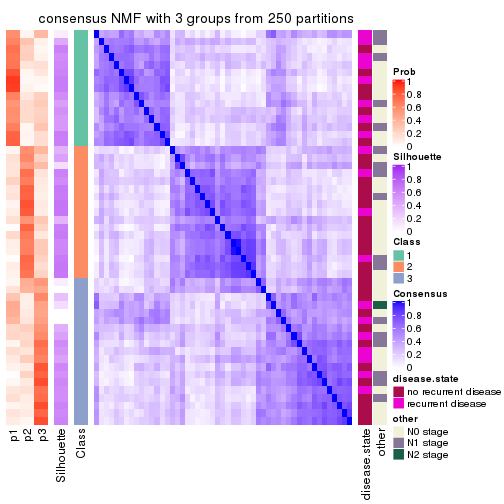 consensus NMF with 3 groups from 250 partitions
Prob
1
0.8
0.6
0.4
0.2
0
Silhouette
1
0.8
0.6
0.4
0.2
0
Class
1
2
3
Consensus
1
0.8
0.6
0.4
0.2
0
disease.state
no recurrent disease
recurrent disease
other
N0 stage
N1 stage
N2 stage
p1
p2
p3
Silhouette
Class
disease.state
other